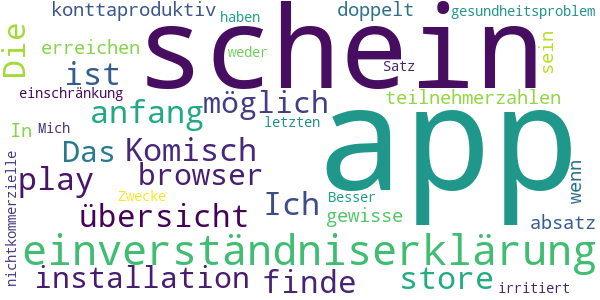 konttaproduktiv
haben
doppelt
gesundheitsproblem
Die
erreichen
weder
schein
Satz
sein
ist
einschränkung
anfang
möglich
teilnehmerzahlen
In
Mich
letzten
app
Das
Komisch
play
browser
Zwecke
Besser
wenn
nichtkommerzielle
übersicht
Ich
gewisse
absatz
einverständniserklärung
installation
finde
store
irritiert